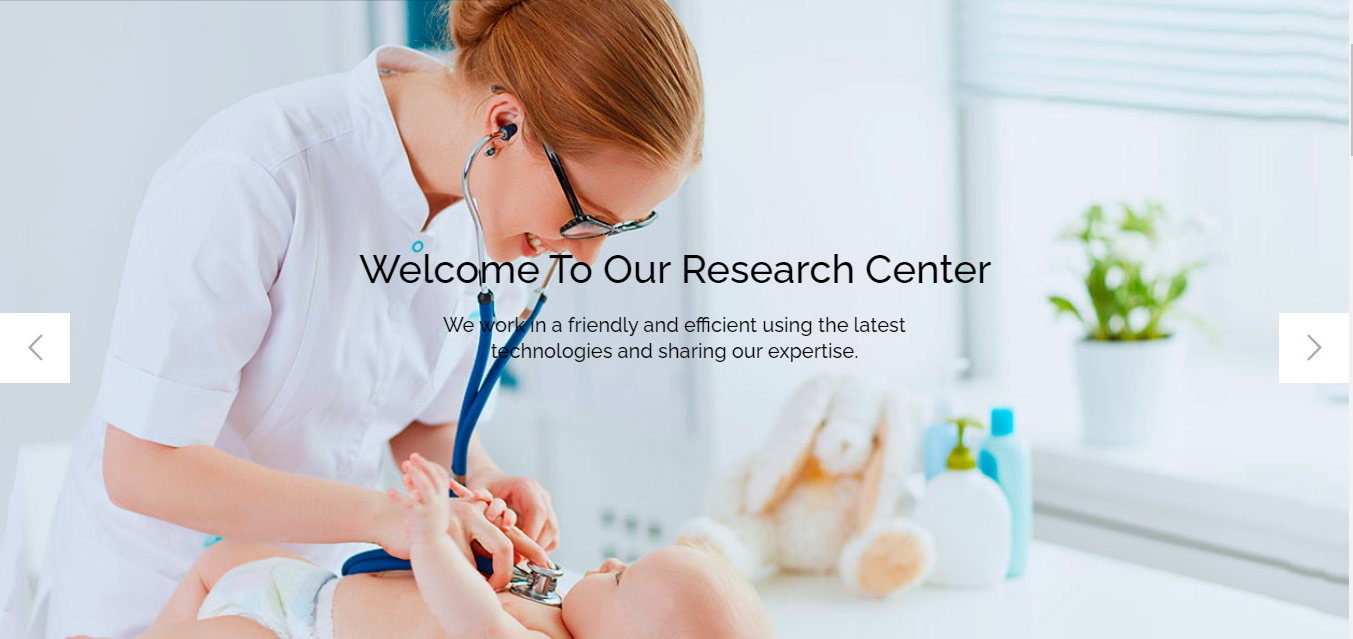 Welcome To Our Research Center
We work in a friendly and efficient using the latest
technologies and sharing our expertise.